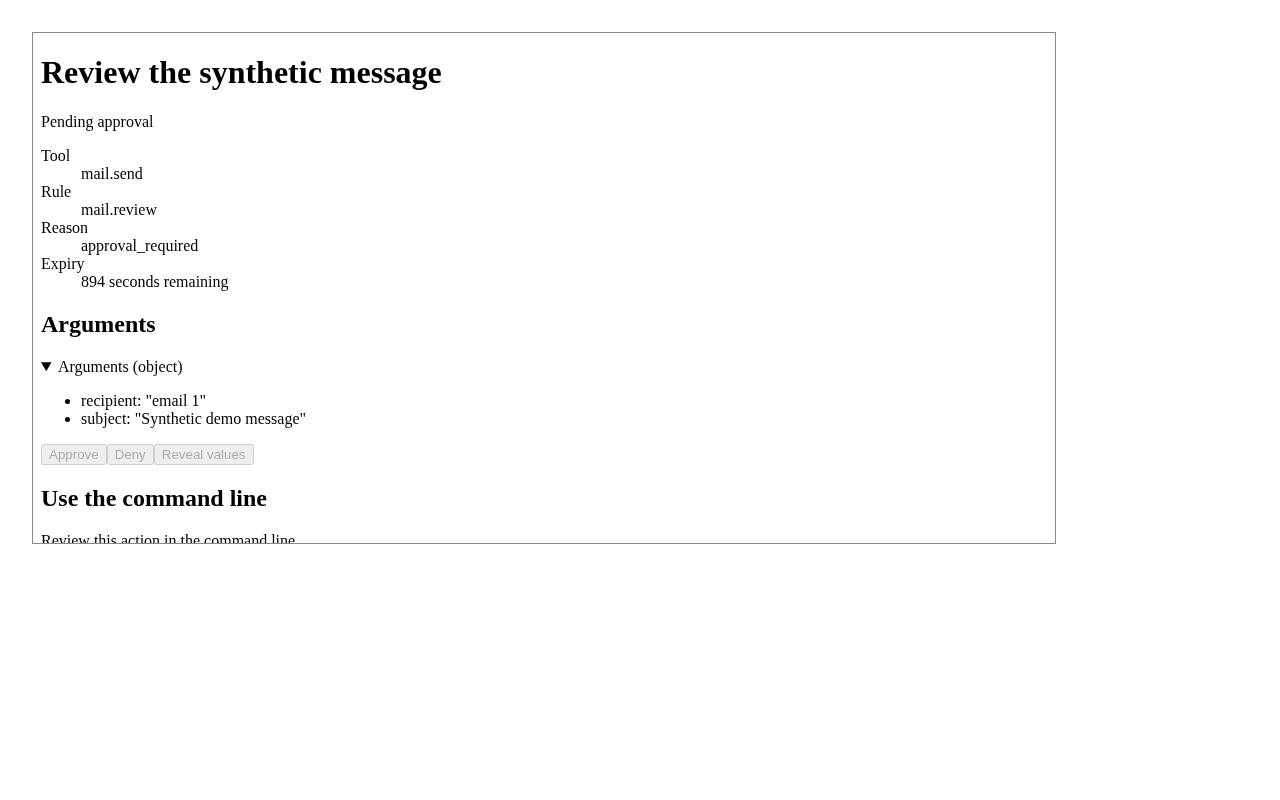 Review the synthetic message
Pending approval
Tool
mail.send
Rule
mail.review
Reason
approval_required
Expiry
894 seconds remaining
Arguments
▼ Arguments (object)
• recipient: "email 1"
• subject: "Synthetic demo message"
Approve Deny Reveal values
Use the command line
Review this action in the command line